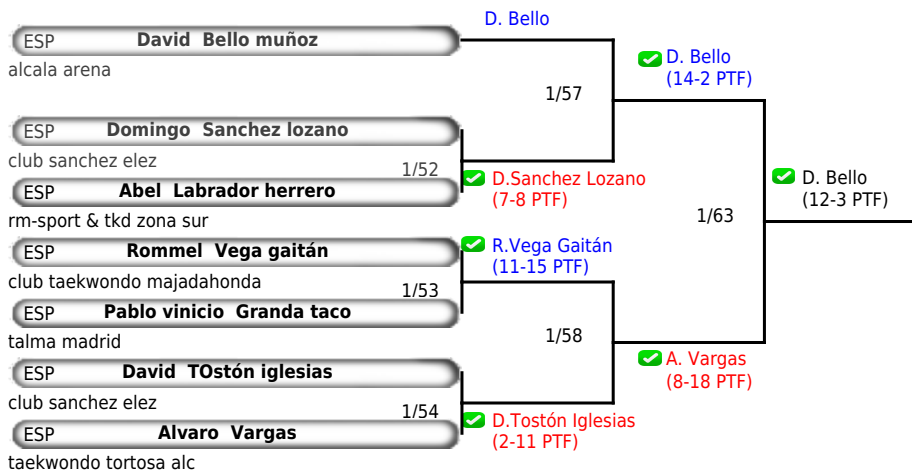 D. Bello
ESP David Bello muñoz
alcala arena
D. Bello
(14-2 PTF)
1/57
ESP Domingo Sanchez lozano
club sanchez elez
1/52
ESP Abel Labrador herrero
rm-sport & tkd zona sur
D.Sanchez Lozano
(7-8 PTF)
D. Bello
(12-3 PTF)
1/63
ESP Rommel Vega gaitán
club taekwondo majadahonda
R.Vega Gaitán
(11-15 PTF)
1/53
ESP Pablo vinicio Granda taco
talma madrid
1/58
ESP David TOstón iglesias
club sanchez elez
A. Vargas
(8-18 PTF)
1/54
ESP Alvaro Vargas
taekwondo tortosa alc
D.Tostón Iglesias
(2-11 PTF)